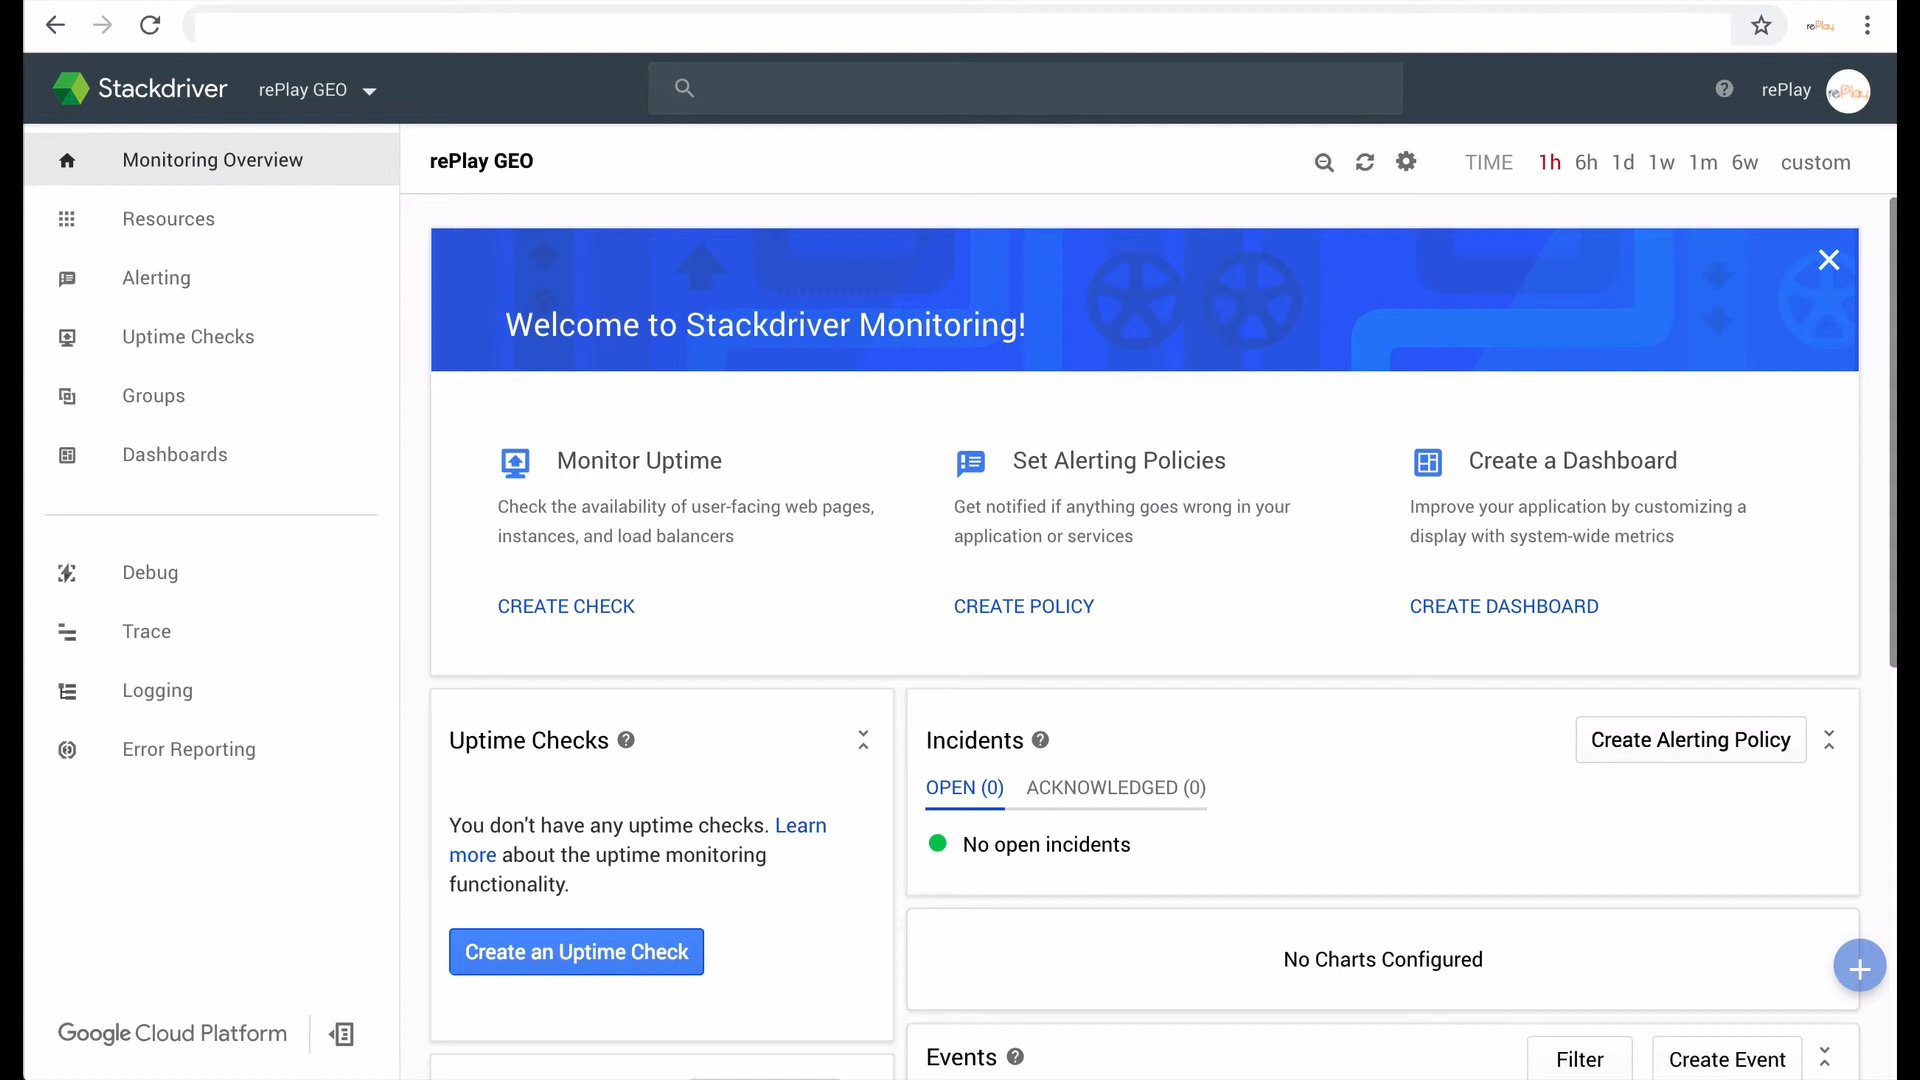 rePlay
Stackdriver
rePlay GEO
rePlay
rePlay
Monitoring Overview
Resources
Alerting
Uptime Checks
Groups
Dashboards
Debug
Trace
Logging
Error Reporting
Google Cloud Platform
rePlay GEO
TIME 1h 6h 1d 1w 1m 6w custom
Welcome to Stackdriver Monitoring!
Monitor Uptime
Check the availability of user-facing web pages,
instances, and load balancers
CREATE CHECK
Set Alerting Policies
Get notified if anything goes wrong in your
application or services
CREATE POLICY
Create a Dashboard
Improve your application by customizing a
display with system-wide metrics
CREATE DASHBOARD
Uptime Checks
You don't have any uptime checks. Learn
more about the uptime monitoring
functionality.
Create an Uptime Check
Incidents
Create Alerting Policy
OPEN (0) ACKNOWLEDGED (0)
No open incidents
No Charts Configured
Events
Filter
Create Event